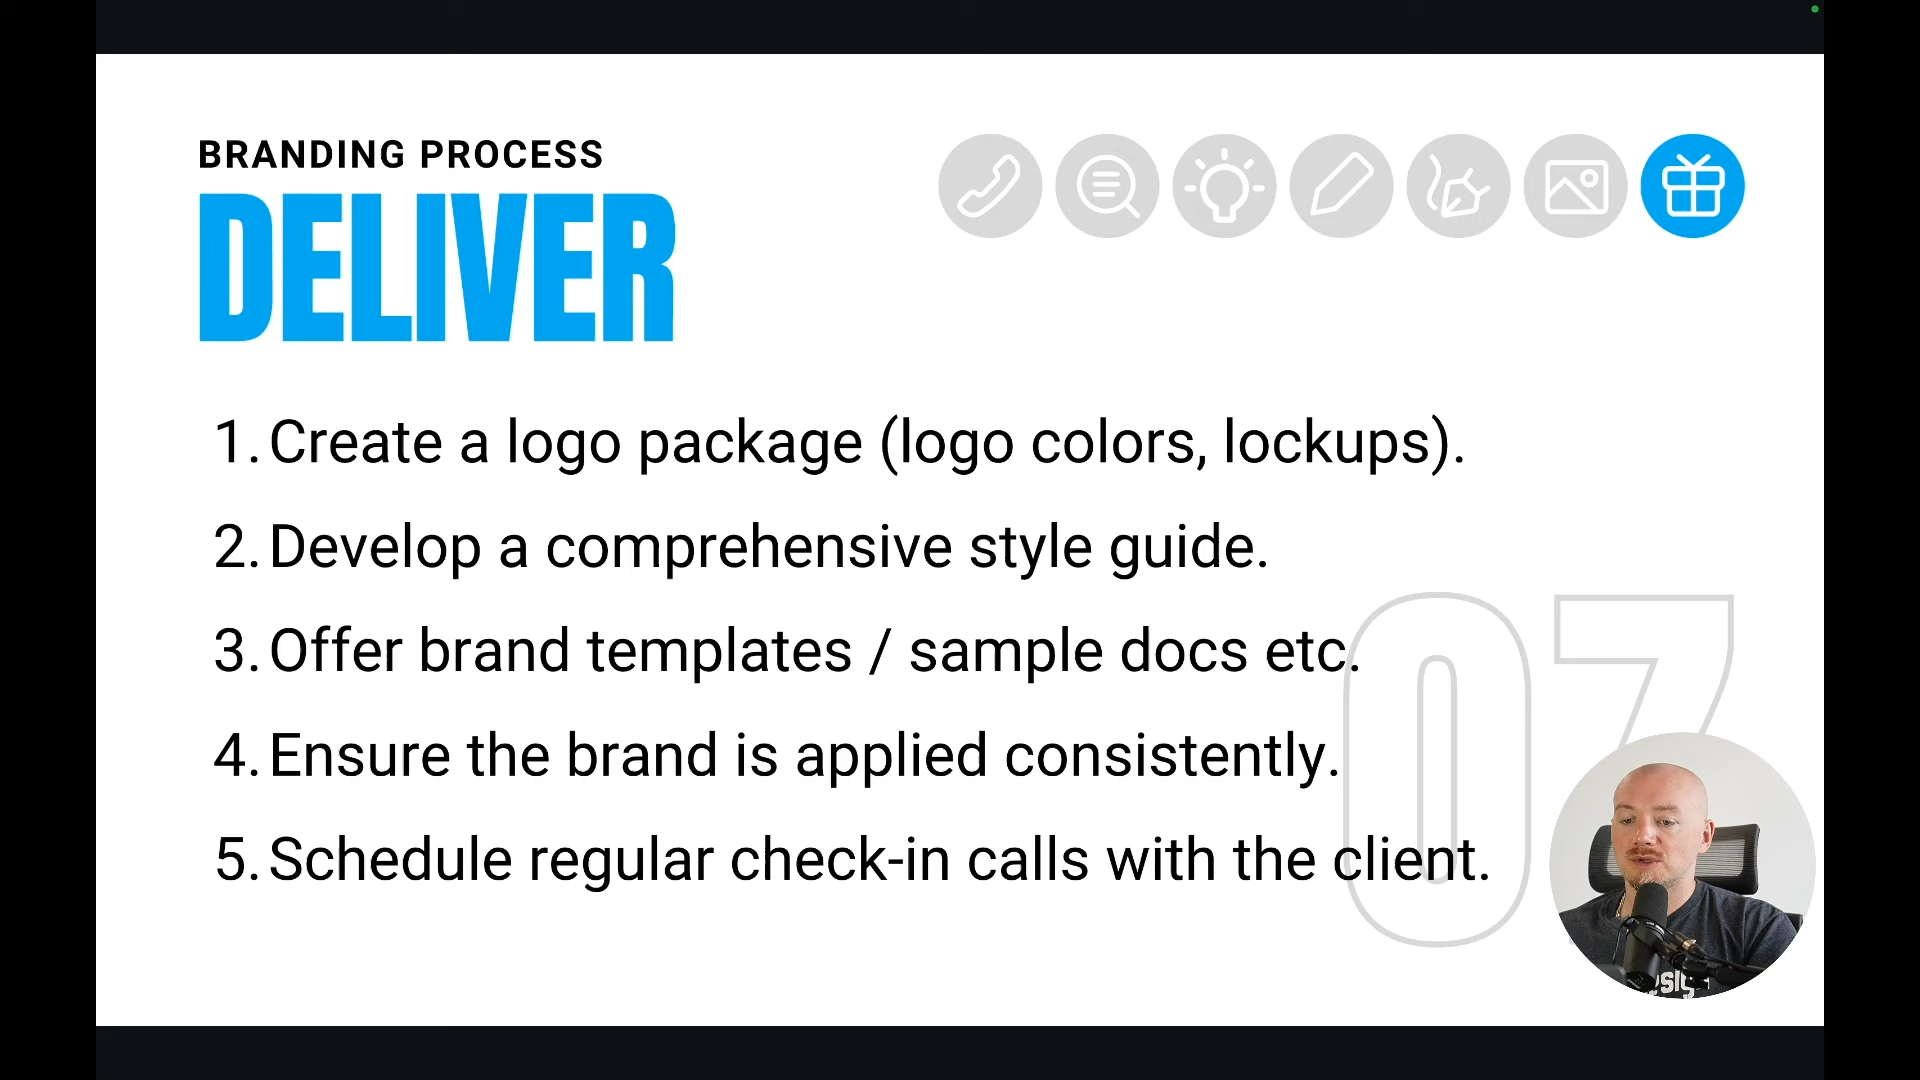 BRANDING PROCESS
DELIVER
1. Create a logo package (logo colors, lockups).
2. Develop a comprehensive style guide.
3. Offer brand templates / sample docs etc.
4. Ensure the brand is applied consistently.
5. Schedule regular check-in calls with the client.
07